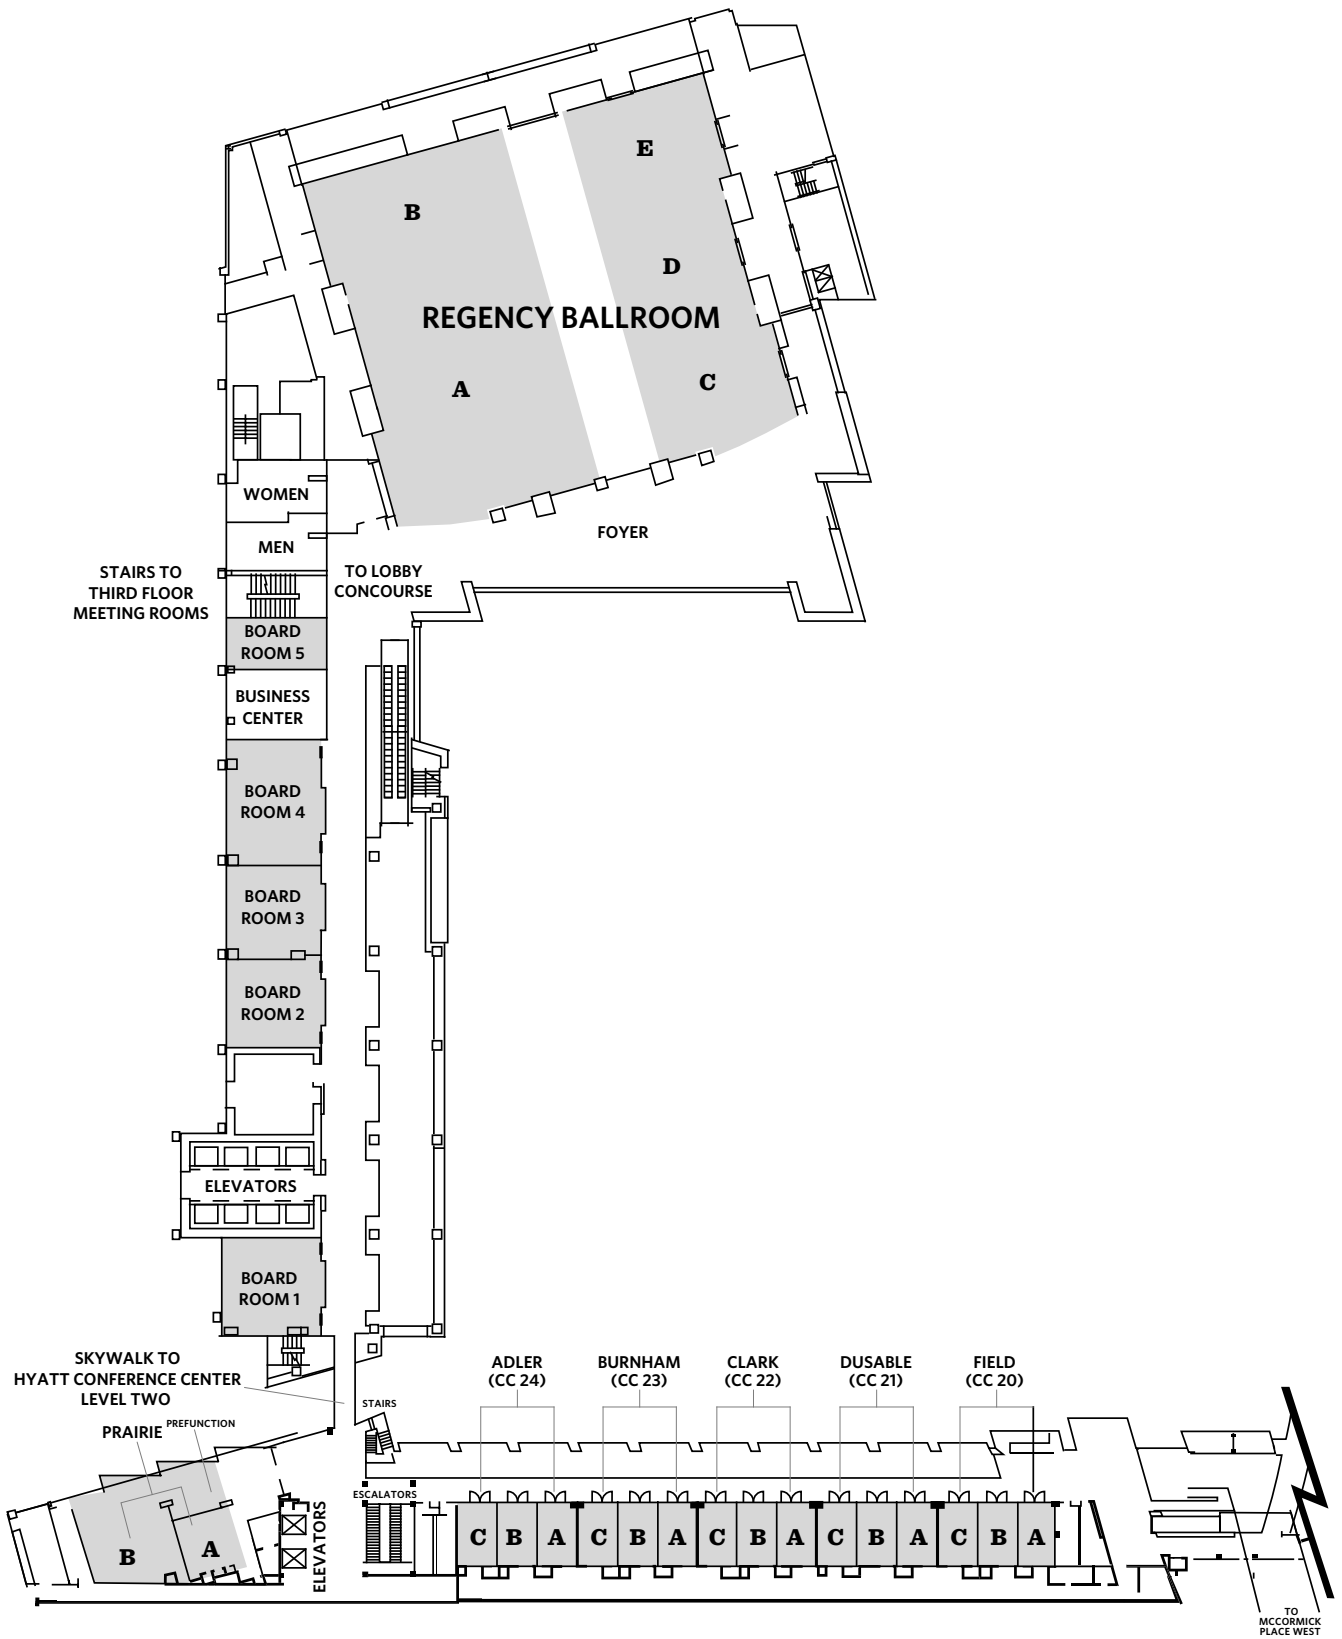 E
B
D
REGENCY BALLROOM
C
A
WOMEN
FOYER
MEN
STAIRS TO
THIRD FLOOR
MEETING ROOMS
TO LOBBY
CONCOURSE
BOARD
ROOM 5
BUSINESS
CENTER
BOARD
ROOM 4
BOARD
ROOM 3
BOARD
ROOM 2
ELEVATORS
BOARD
ROOM 1
SKYWALK TO
HYATT CONFERENCE CENTER
LEVEL TWO
ADLER
(CC 24)
BURNHAM
(CC 23)
CLARK
(CC 22)
DUSABLE
(CC 21)
FIELD
(CC 20)
STAIRS
PREFUNCTION
PRAIRIE
ESCALATORS
ELEVATORS
B
A
C B A C B A C B A C B A C B A
TO
MCCORMICK
PLACE WEST